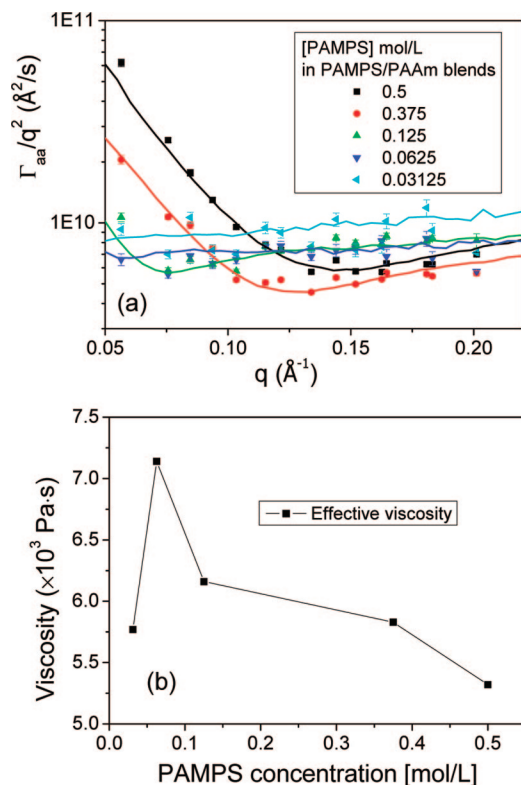 1E11
1E10
Γaa/q² (Å²/s)
[PAMPS] mol/L
in PAMPS/PAAm blends
0.5
0.375
0.125
0.0625
0.03125
(a)
0.05 0.10 0.15 0.20
q (Å⁻¹)
7.5
7.0
6.5
6.0
5.5
5.0
Viscosity (×10³ Pa·s)
Effective viscosity
(b)
0.0 0.1 0.2 0.3 0.4 0.5
PAMPS concentration [mol/L]